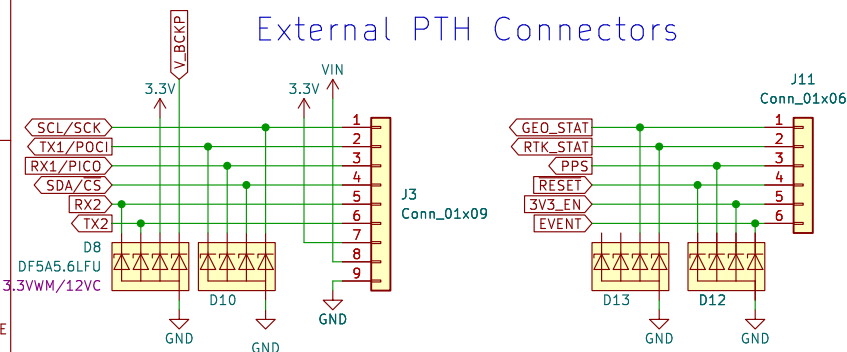 External PTH Connectors
V_BCKP
3.3V
3.3V
VIN
SCL/SCK
TX1/POCI
RX1/PICO
SDA/CS
RX2
TX2
1
2
3
4
5
6
7
8
9
J3
Conn_01x09
D8
DF5A5.6LFU
3.3VWM/12VC
D10
GND
GND
GND
J11
Conn_01x06
GEO_STAT
RTK_STAT
PPS
RESET
3V3_EN
EVENT
1
2
3
4
5
6
D13
D12
GND
GND
E